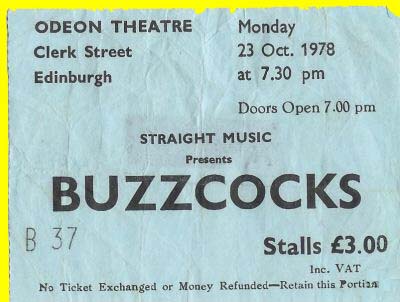 ODEON THEATRE Monday
Clerk Street 23 Oct. 1978
Edinburgh at 7.30 pm
Doors Open 7.00 pm
STRAIGHT MUSIC
Presents
BUZZCOCKS
B 37
Stalls £3.00
Inc. VAT
No Ticket Exchanged or Money Refunded—Retain this Portion